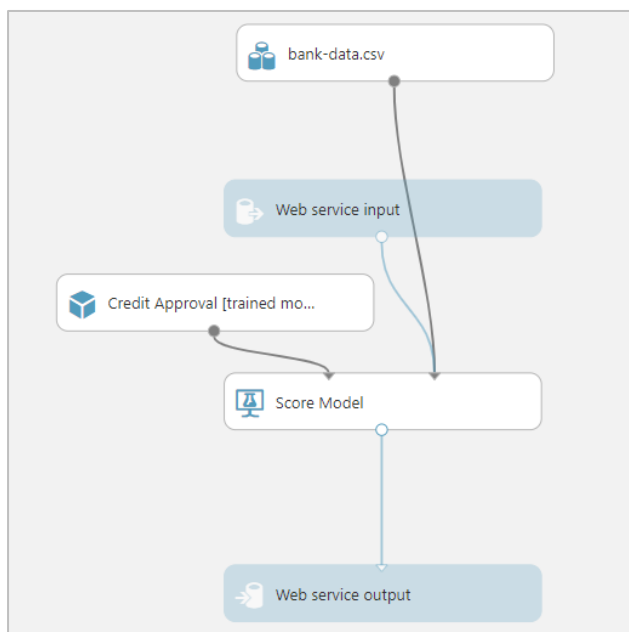 bank-data.csv
Web service input
Credit Approval [trained mo...
Score Model
Web service output